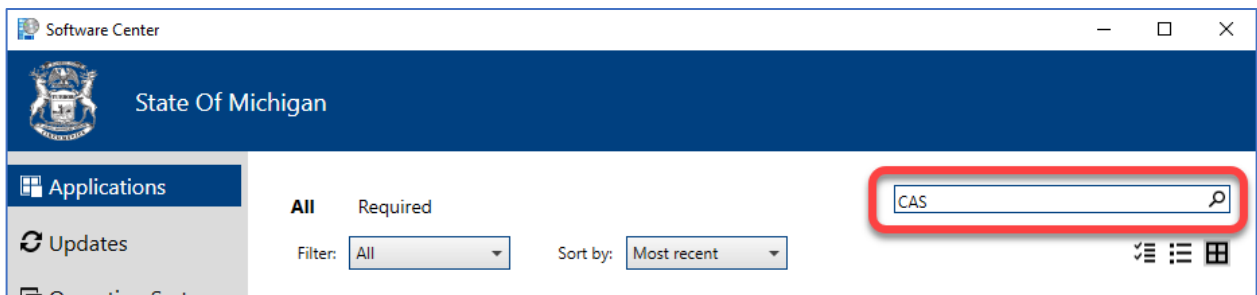 Software Center
State Of Michigan
Applications
All Required
CAS
Updates
Filter: All Sort by: Most recent